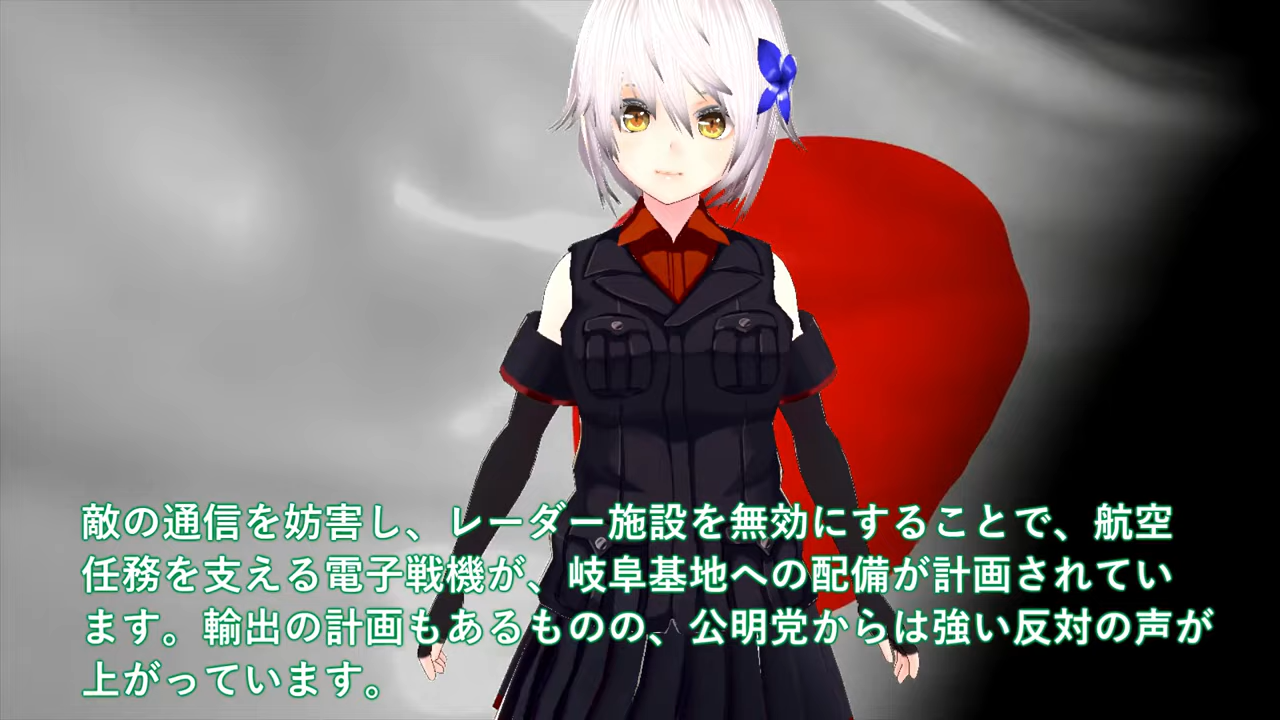 敵の通信を妨害し、レーダー施設を無効にすることで、航空
任務を支える電子戦機が、岐阜基地への配備が計画されてい
ます。輸出の計画もあるものの、公明党からは強い反対の声が
上がっています。